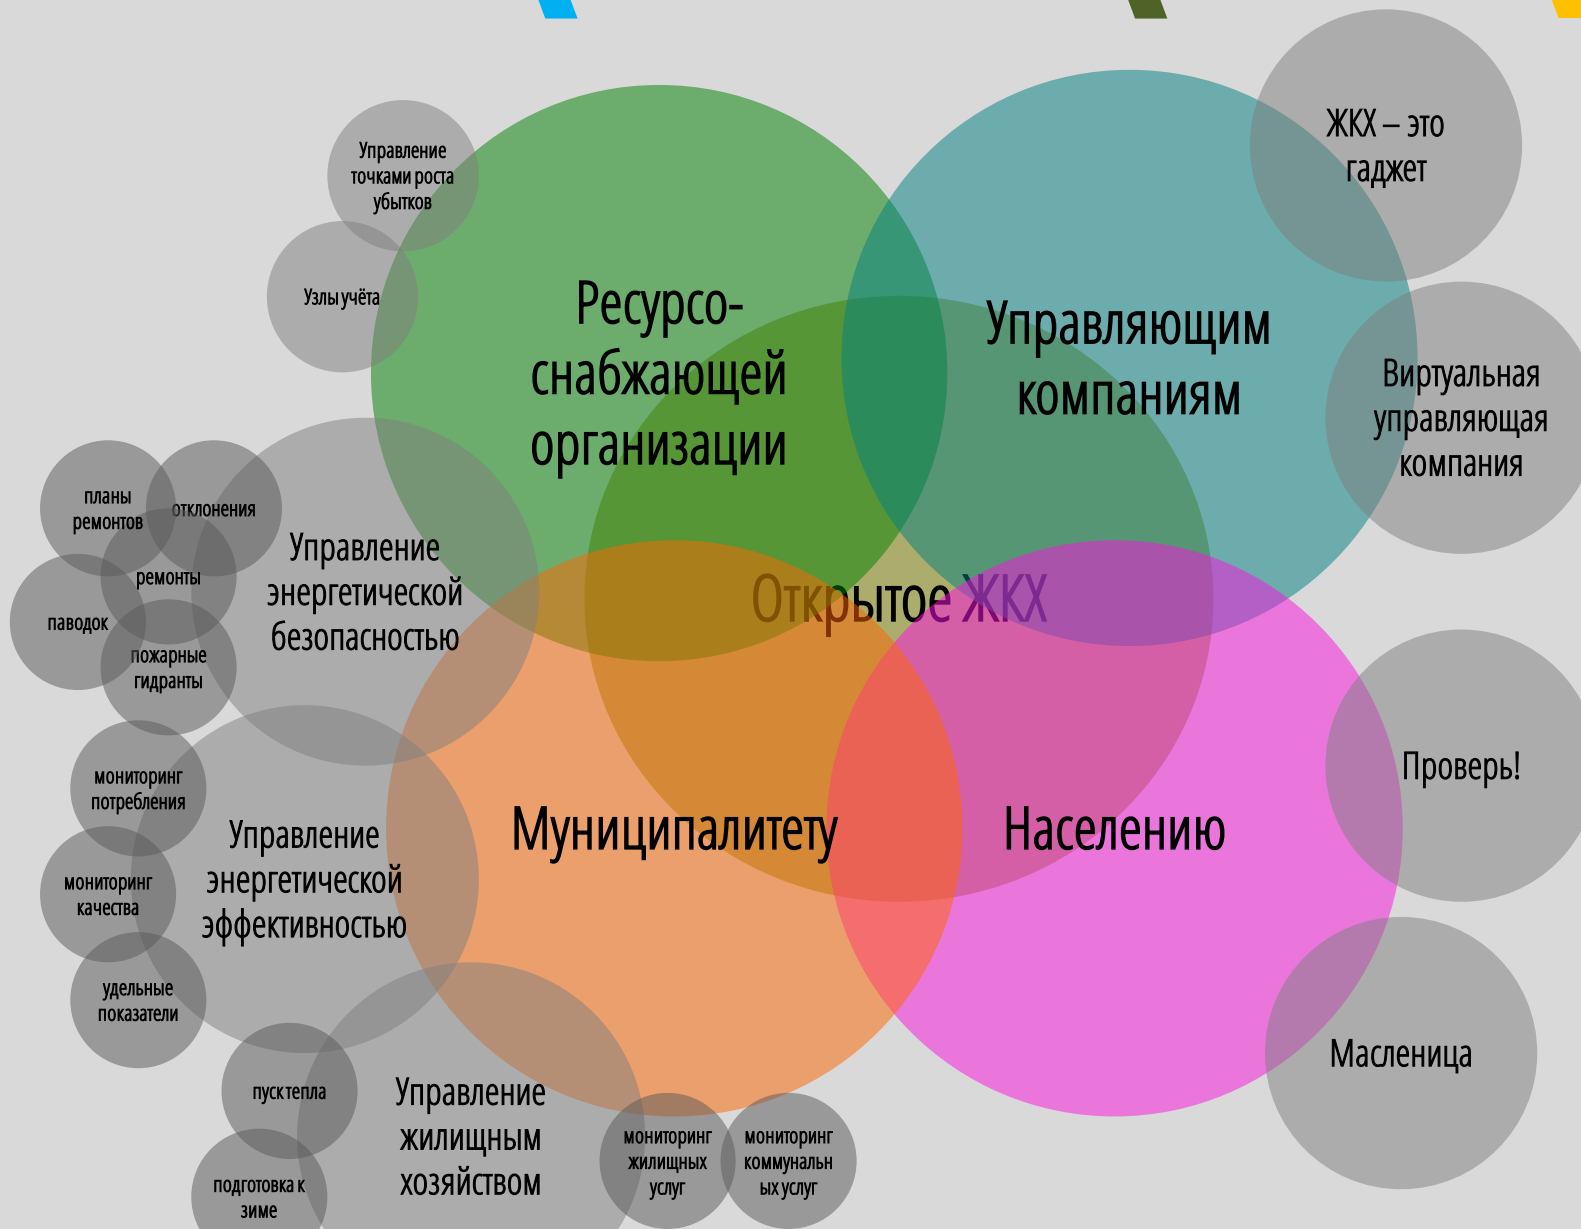 ЖКХ – это
гаджет
Управление
точками роста
убытков
Узлы учёта
Ресурсо-
снабжающей
организации
Управляющим
компаниям
Виртуальная
управляющая
компания
планы
ремонтов
отклонения
ремонты
паводок
пожарные
гидранты
Управление
энергетической
безопасностью
Открытое ЖКХ
мониторинг
потребления
мониторинг
качества
удельные
показатели
Управление
энергетической
эффективностью
Муниципалитету
Населению
Проверь!
Масленица
пуск тепла
подготовка к
зиме
Управление
жилищным
хозяйством
мониторинг
жилищных
услуг
мониторинг
коммунальн
ых услуг